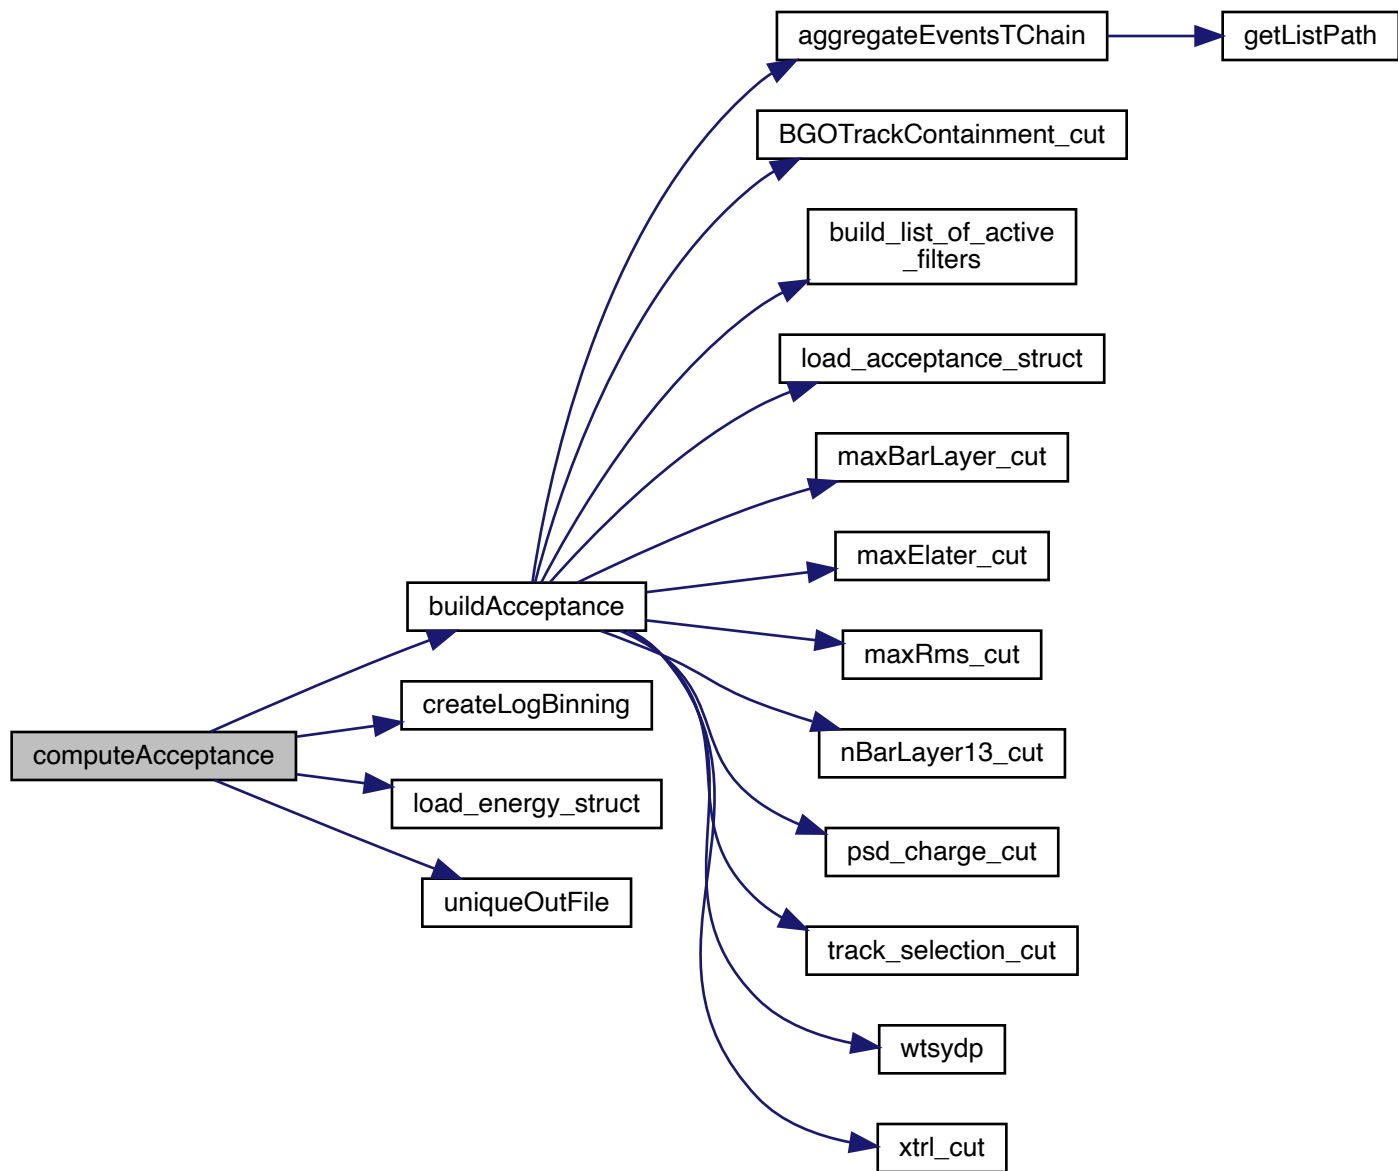 aggregateEventsTChain
getListPath
BGOTrackContainment_cut
build_list_of_active
_filters
load_acceptance_struct
maxBarLayer_cut
maxElater_cut
buildAcceptance
maxRms_cut
createLogBinning
nBarLayer13_cut
computeAcceptance
load_energy_struct
psd_charge_cut
uniqueOutFile
track_selection_cut
wtsydp
xtrl_cut